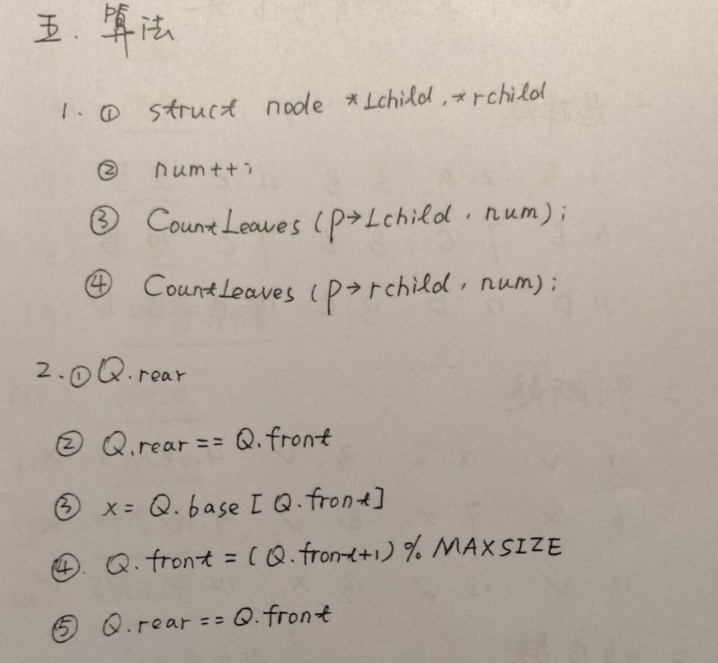 五. 算法
1. ① struct node *Lchild, *rchild
② num++;
③ CountLeaves (p→Lchild, num);
④ CountLeaves (p→rchild, num);
2. ① Q.rear
② Q.rear == Q.front
③ x = Q.base [Q.front]
④. Q.front = (Q.front+1) % MAXSIZE
⑤ Q.rear == Q.front